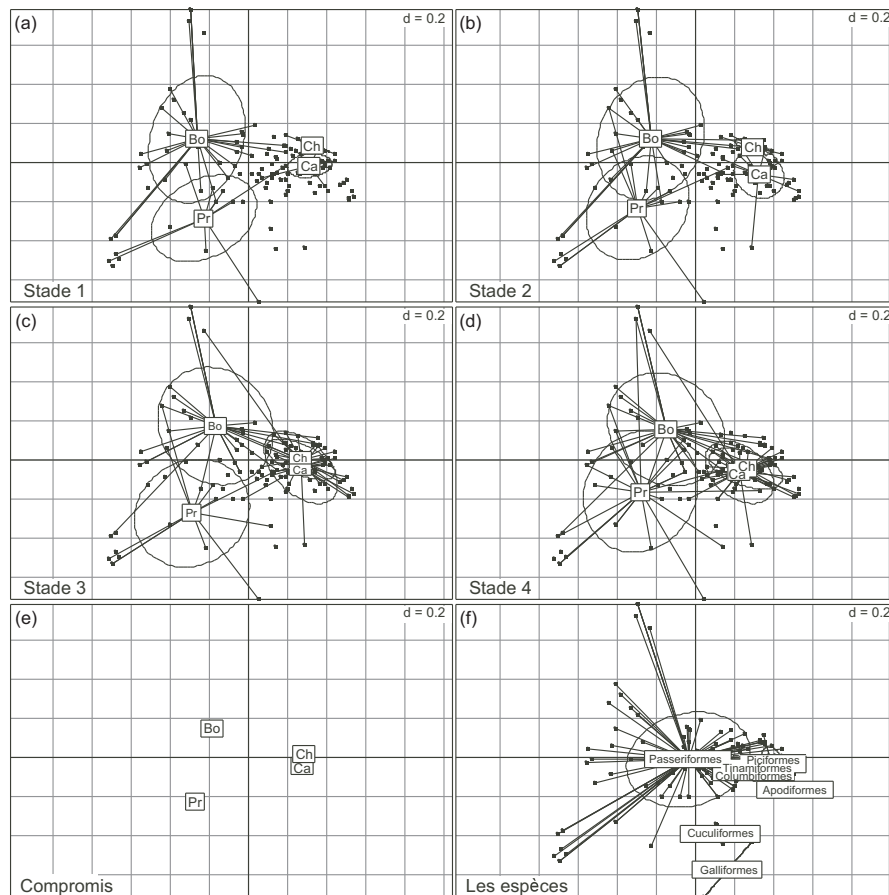 (a)
d = 0.2
Bo
Ch
Ca
Pr
Stade 1
(b)
d = 0.2
Bo
Ch
Ca
Pr
Stade 2
(c)
d = 0.2
Bo
Ch
Ca
Pr
Stade 3
(d)
d = 0.2
Bo
Ch
Ca
Pr
Stade 4
(e)
d = 0.2
Bo
Ch
Ca
Pr
Compromis
(f)
d = 0.2
Passeriformes
Piciformes
Tinamiformes
Columbiformes
Apodiformes
Cuculiformes
Galliformes
Les espèces